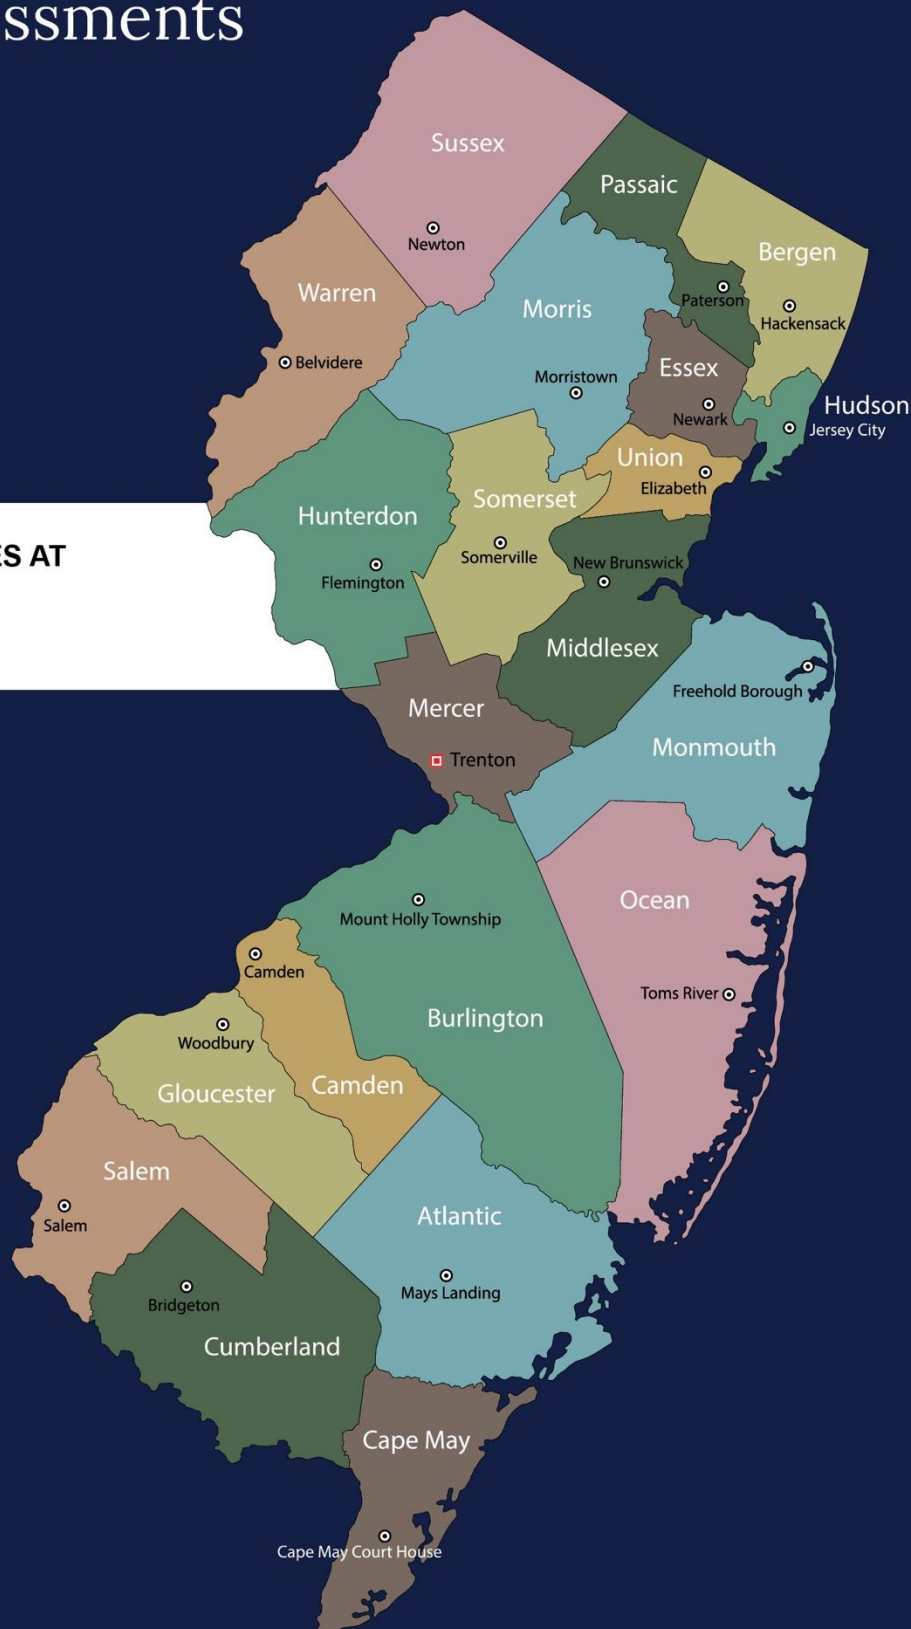 ssments
Sussex
Passaic
Newton
Bergen
Warren
Paterson
Morris
Hackensack
Belvidere
Essex
Morristown
Hudson
Newark
Jersey City
Union
Elizabeth
Somerset
Hunterdon
ES AT
Somerville
New Brunswick
Flemington
Middlesex
Freehold Borough
Mercer
Monmouth
Trenton
Ocean
Mount Holly Township
Camden
Toms River
Burlington
Woodbury
Camden
Gloucester
Salem
Salem
Atlantic
Mays Landing
Bridgeton
Cumberland
Cape May
Cape May Court House